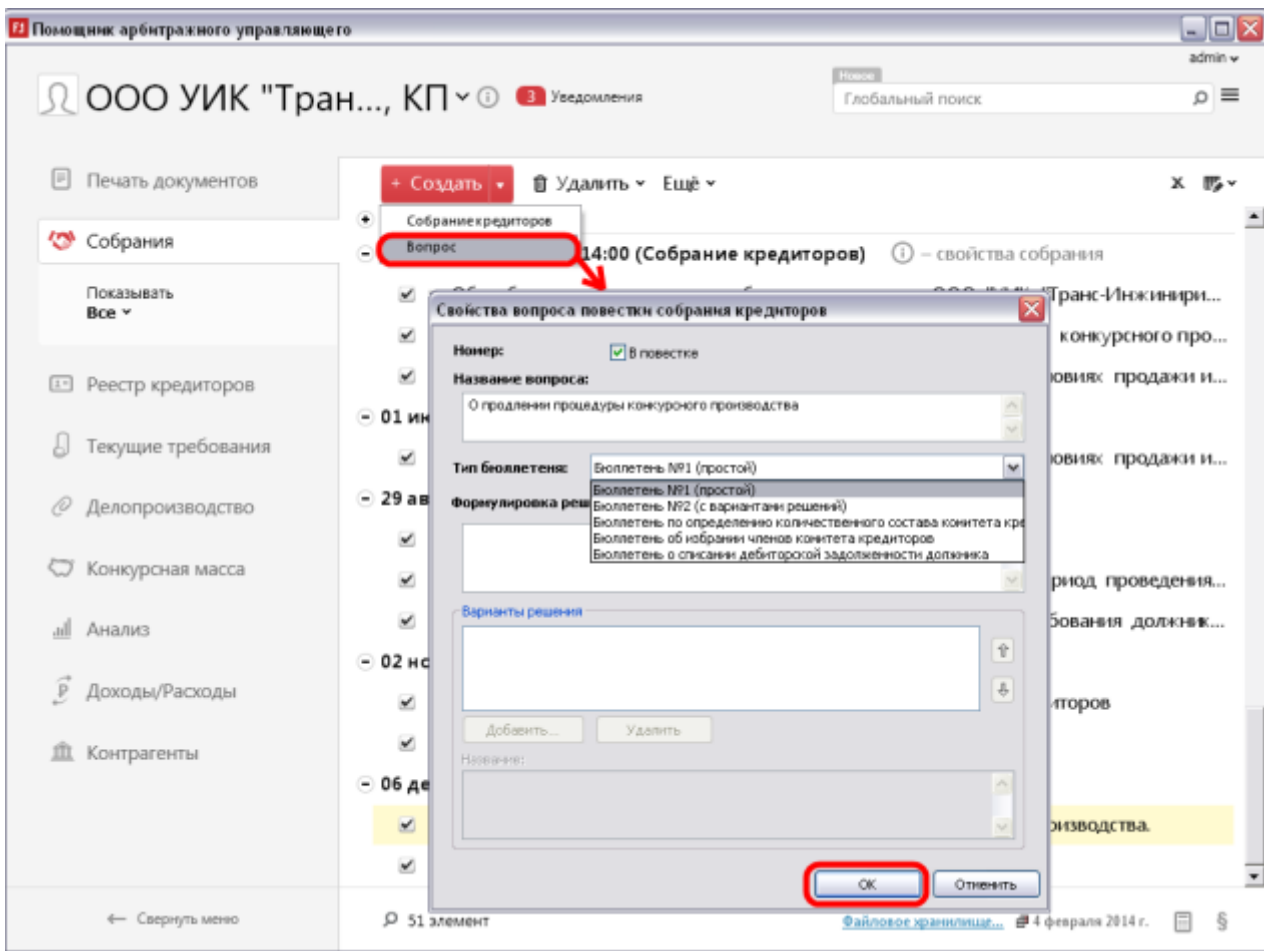 Помощник арбитражного управляющего
admin
ООО УИК "Тран..., КП
3 Уведомления
Новое
Глобальный поиск
Печать документов
+ Создать
Удалить
Ещё
Собрание кредиторов
Вопрос
Собрания
14:00 (Собрание кредиторов)
– свойства собрания
Показывать
Все
"Транс-Инжинири...
Свойства вопроса повестки собрания кредиторов
конкурсного про...
Номер:
В повестке
Название вопроса:
О продлении процедуры конкурсного производства
овиях продажи и...
Реестр кредиторов
01 ин
Текущие требования
Тип бюллетеня:
Бюллетень №1 (простой)
овиях продажи и...
Бюллетень №1 (простой)
29 ав
Формулировка реш
Бюллетень №2 (с вариантами решений)
Делопроизводство
Бюллетень по определению количественного состава комитета кре
Бюллетень об избрании членов комитета кредиторов
Бюллетень о списании дебиторской задолженности должника
Конкурсная масса
риод проведения...
Варианты решения
Анализ
бования должник...
02 но
Доходы/Расходы
иторов
Добавить...
Удалить
Контрагенты
Название:
06 де
оизводства.
ОК
Отменить
← Свернуть меню
51 элемент
Файловое хранилище...
4 февраля 2014 г.
§